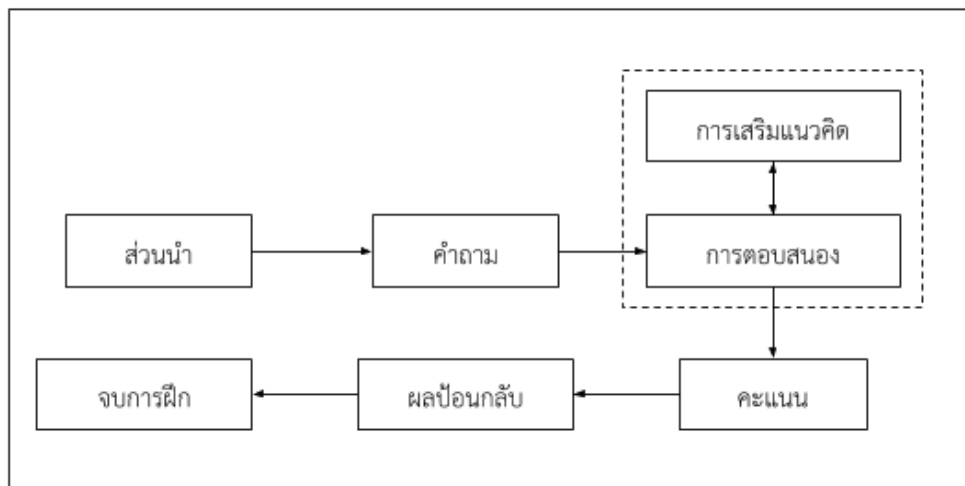 การเสริมแนวคิด
ส่วนนำ
คำถาม
การตอบสนอง
จบการฝึก
ผลป้อนกลับ
คะแนน